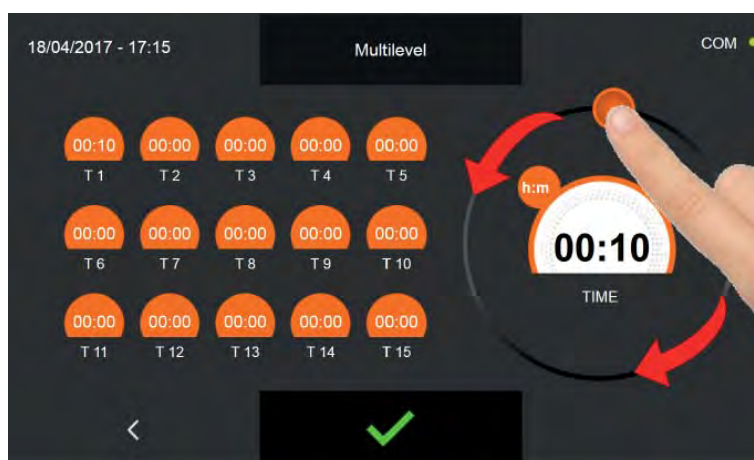 18/04/2017 - 17:15
Multilevel
COM
00:10 00:00 00:00 00:00 00:00
T 1 T 2 T 3 T 4 T 5
00:00 00:00 00:00 00:00 00:00
T 6 T 7 T 8 T 9 T 10
00:00 00:00 00:00 00:00 00:00
T 11 T 12 T 13 T 14 T 15
h:m
00:10
TIME